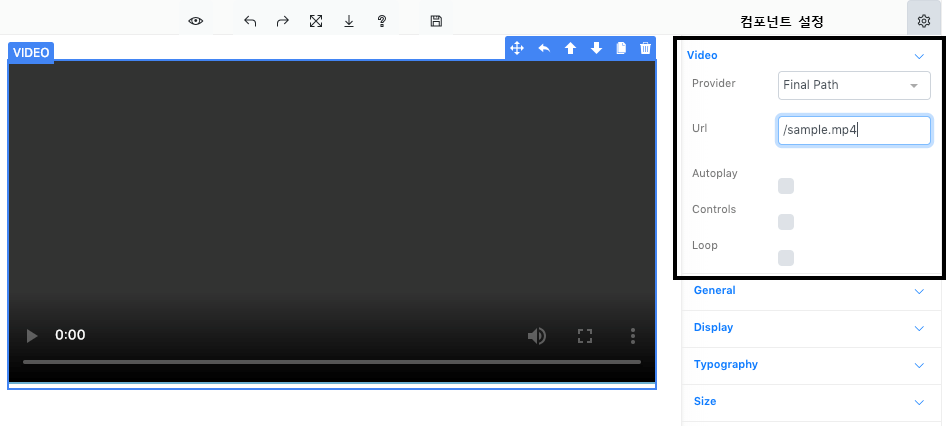 컴포넌트 설정
VIDEO
Video
Provider
Final Path
Url
/sample.mp4
Autoplay
Controls
Loop
0:00
General
Display
Typography
Size